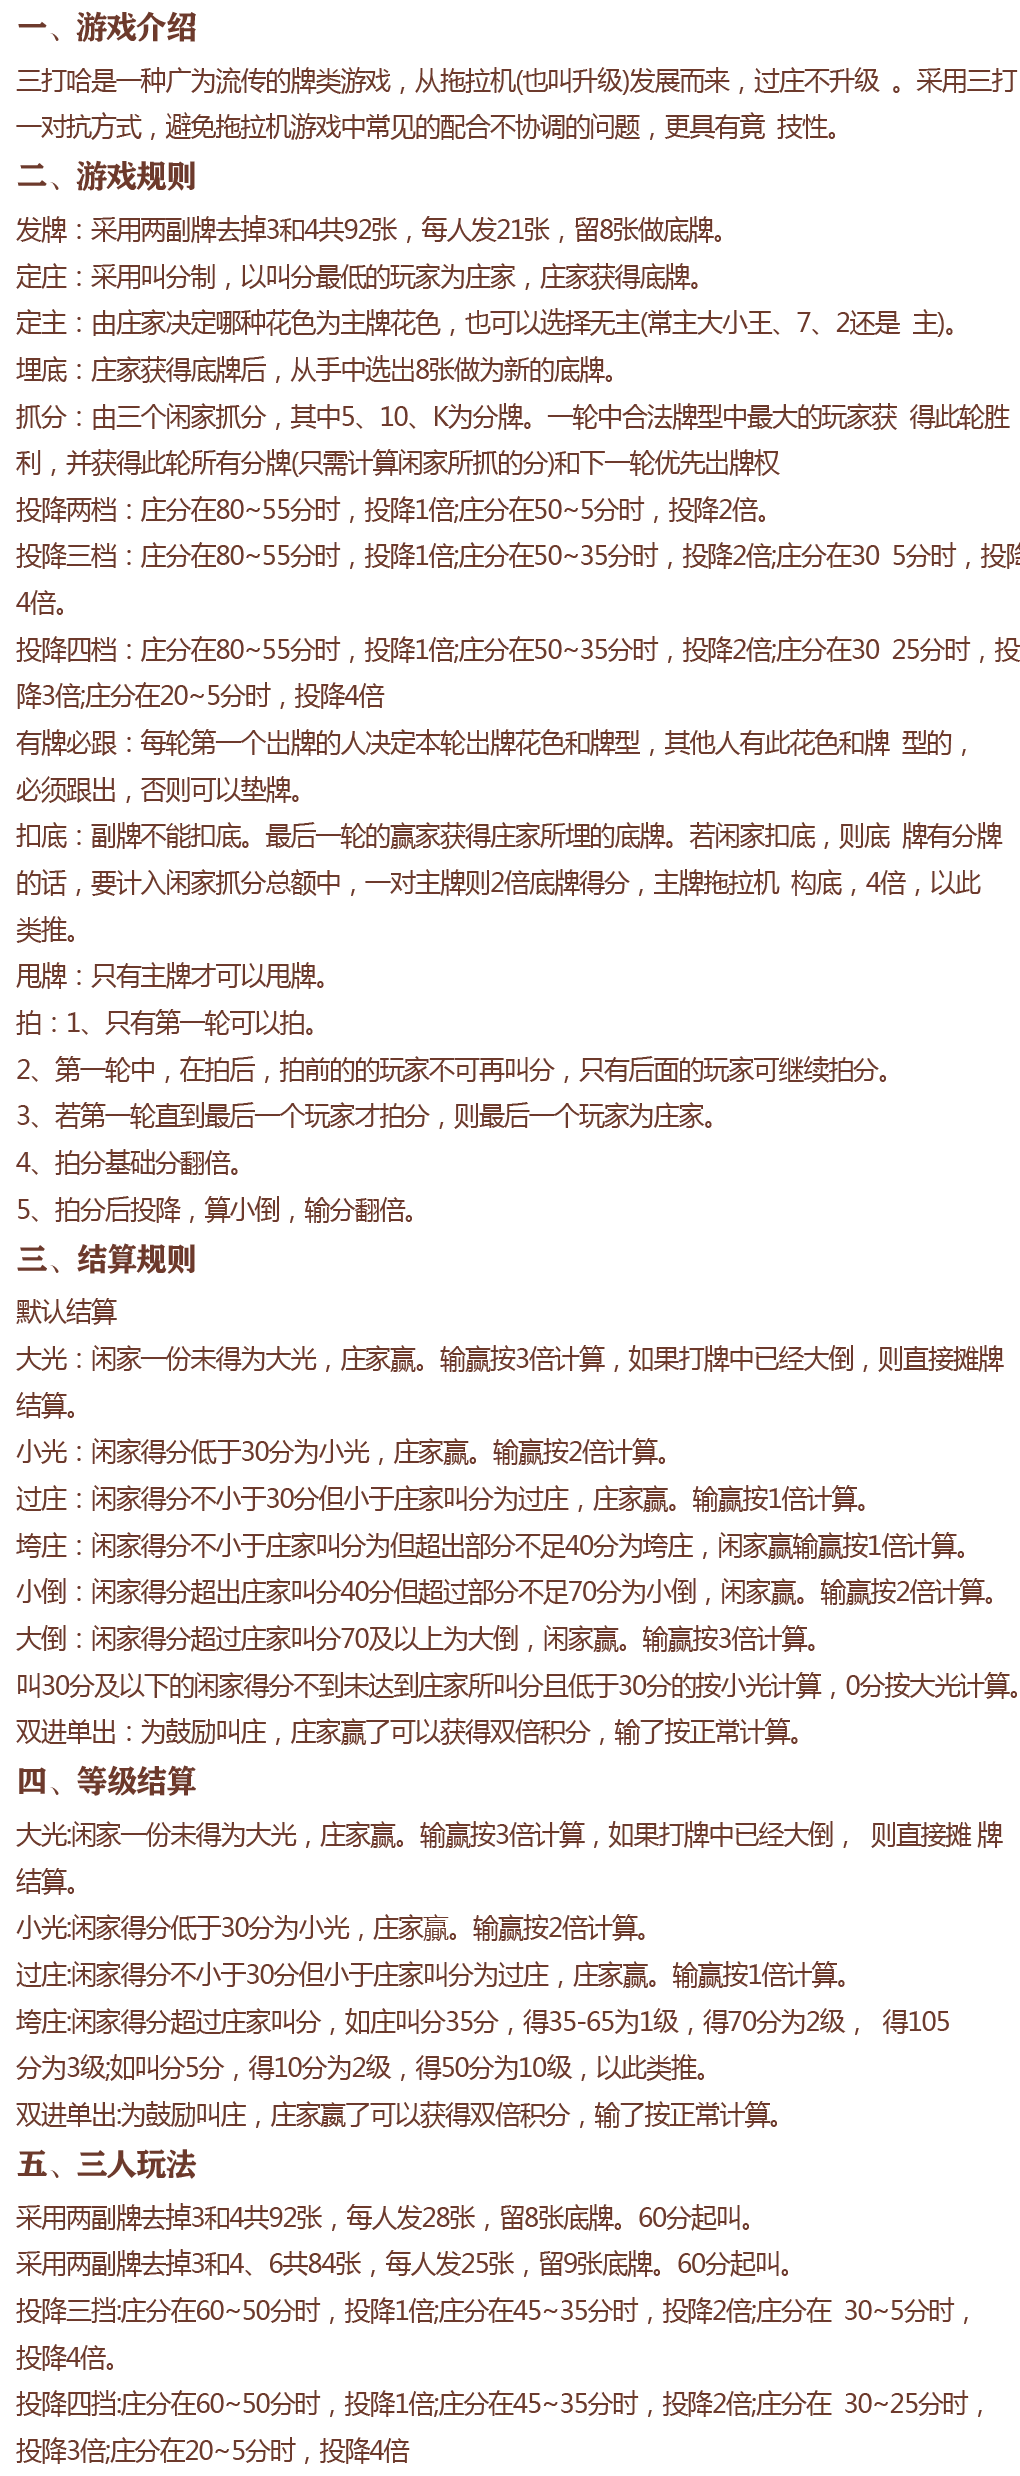 一、游戏介绍
三打哈是一种广为流传的牌类游戏，从拖拉机(也叫升级)发展而来，过庄不升级 。采用三打
一对抗方式，避免拖拉机游戏中常见的配合不协调的问题，更具有竟 技性。
二、游戏规则
发牌：采用两副牌去掉3和4共92张，每人发21张，留8张做底牌。
定庄：采用叫分制，以叫分最低的玩家为庄家，庄家获得底牌。
定主：由庄家决定哪种花色为主牌花色，也可以选择无主(常主大小王、7、2还是 主)。
埋底：庄家获得底牌后，从手中选出8张做为新的底牌。
抓分：由三个闲家抓分，其中5、10、K为分牌。一轮中合法牌型中最大的玩家获 得此轮胜
利，并获得此轮所有分牌(只需计算闲家所抓的分)和下一轮优先出牌权
投降两档：庄分在80~55分时，投降1倍;庄分在50~5分时，投降2倍。
投降三档：庄分在80~55分时，投降1倍;庄分在50~35分时，投降2倍;庄分在30 5分时，投降
4倍。
投降四档：庄分在80~55分时，投降1倍;庄分在50~35分时，投降2倍;庄分在30 25分时，投
降3倍;庄分在20~5分时，投降4倍
有牌必跟：每轮第一个出牌的人决定本轮出牌花色和牌型，其他人有此花色和牌 型的，
必须跟出，否则可以垫牌。
扣底：副牌不能扣底。最后一轮的赢家获得庄家所埋的底牌。若闲家扣底，则底 牌有分牌
的话，要计入闲家抓分总额中，一对主牌则2倍底牌得分，主牌拖拉机 构底，4倍，以此
类推。
甩牌：只有主牌才可以甩牌。
拍：1、只有第一轮可以拍。
2、第一轮中，在拍后，拍前的的玩家不可再叫分，只有后面的玩家可继续拍分。
3、若第一轮直到最后一个玩家才拍分，则最后一个玩家为庄家。
4、拍分基础分翻倍。
5、拍分后投降，算小倒，输分翻倍。
三、结算规则
默认结算
大光：闲家一份未得为大光，庄家赢。输赢按3倍计算，如果打牌中已经大倒，则直接摊牌
结算。
小光：闲家得分低于30分为小光，庄家赢。输赢按2倍计算。
过庄：闲家得分不小于30分但小于庄家叫分为过庄，庄家赢。输赢按1倍计算。
垮庄：闲家得分不小于庄家叫分为但超出部分不足40分为垮庄，闲家赢输赢按1倍计算。
小倒：闲家得分超出庄家叫分40分但超过部分不足70分为小倒，闲家赢。输赢按2倍计算。
大倒：闲家得分超过庄家叫分70及以上为大倒，闲家赢。输赢按3倍计算。
叫30分及以下的闲家得分不到未达到庄家所叫分且低于30分的按小光计算，0分按大光计算。
双进单出：为鼓励叫庄，庄家赢了可以获得双倍积分，输了按正常计算。
四、等级结算
大光:闲家一份未得为大光，庄家赢。输赢按3倍计算，如果打牌中已经大倒， 则直接摊 牌
结算。
小光:闲家得分低于30分为小光，庄家赢。输赢按2倍计算。
过庄:闲家得分不小于30分但小于庄家叫分为过庄，庄家赢。输赢按1倍计算。
垮庄:闲家得分超过庄家叫分，如庄叫分35分，得35-65为1级，得70分为2级， 得105
分为3级;如叫分5分，得10分为2级，得50分为10级，以此类推。
双进单出:为鼓励叫庄，庄家嬴了可以获得双倍积分，输了按正常计算。
五、三人玩法
采用两副牌去掉3和4共92张，每人发28张，留8张底牌。60分起叫。
采用两副牌去掉3和4、6共84张，每人发25张，留9张底牌。60分起叫。
投降三挡:庄分在60~50分时，投降1倍;庄分在45~35分时，投降2倍;庄分在 30~5分时，
投降4倍。
投降四挡:庄分在60~50分时，投降1倍;庄分在45~35分时，投降2倍;庄分在 30~25分时，
投降3倍;庄分在20~5分时，投降4倍